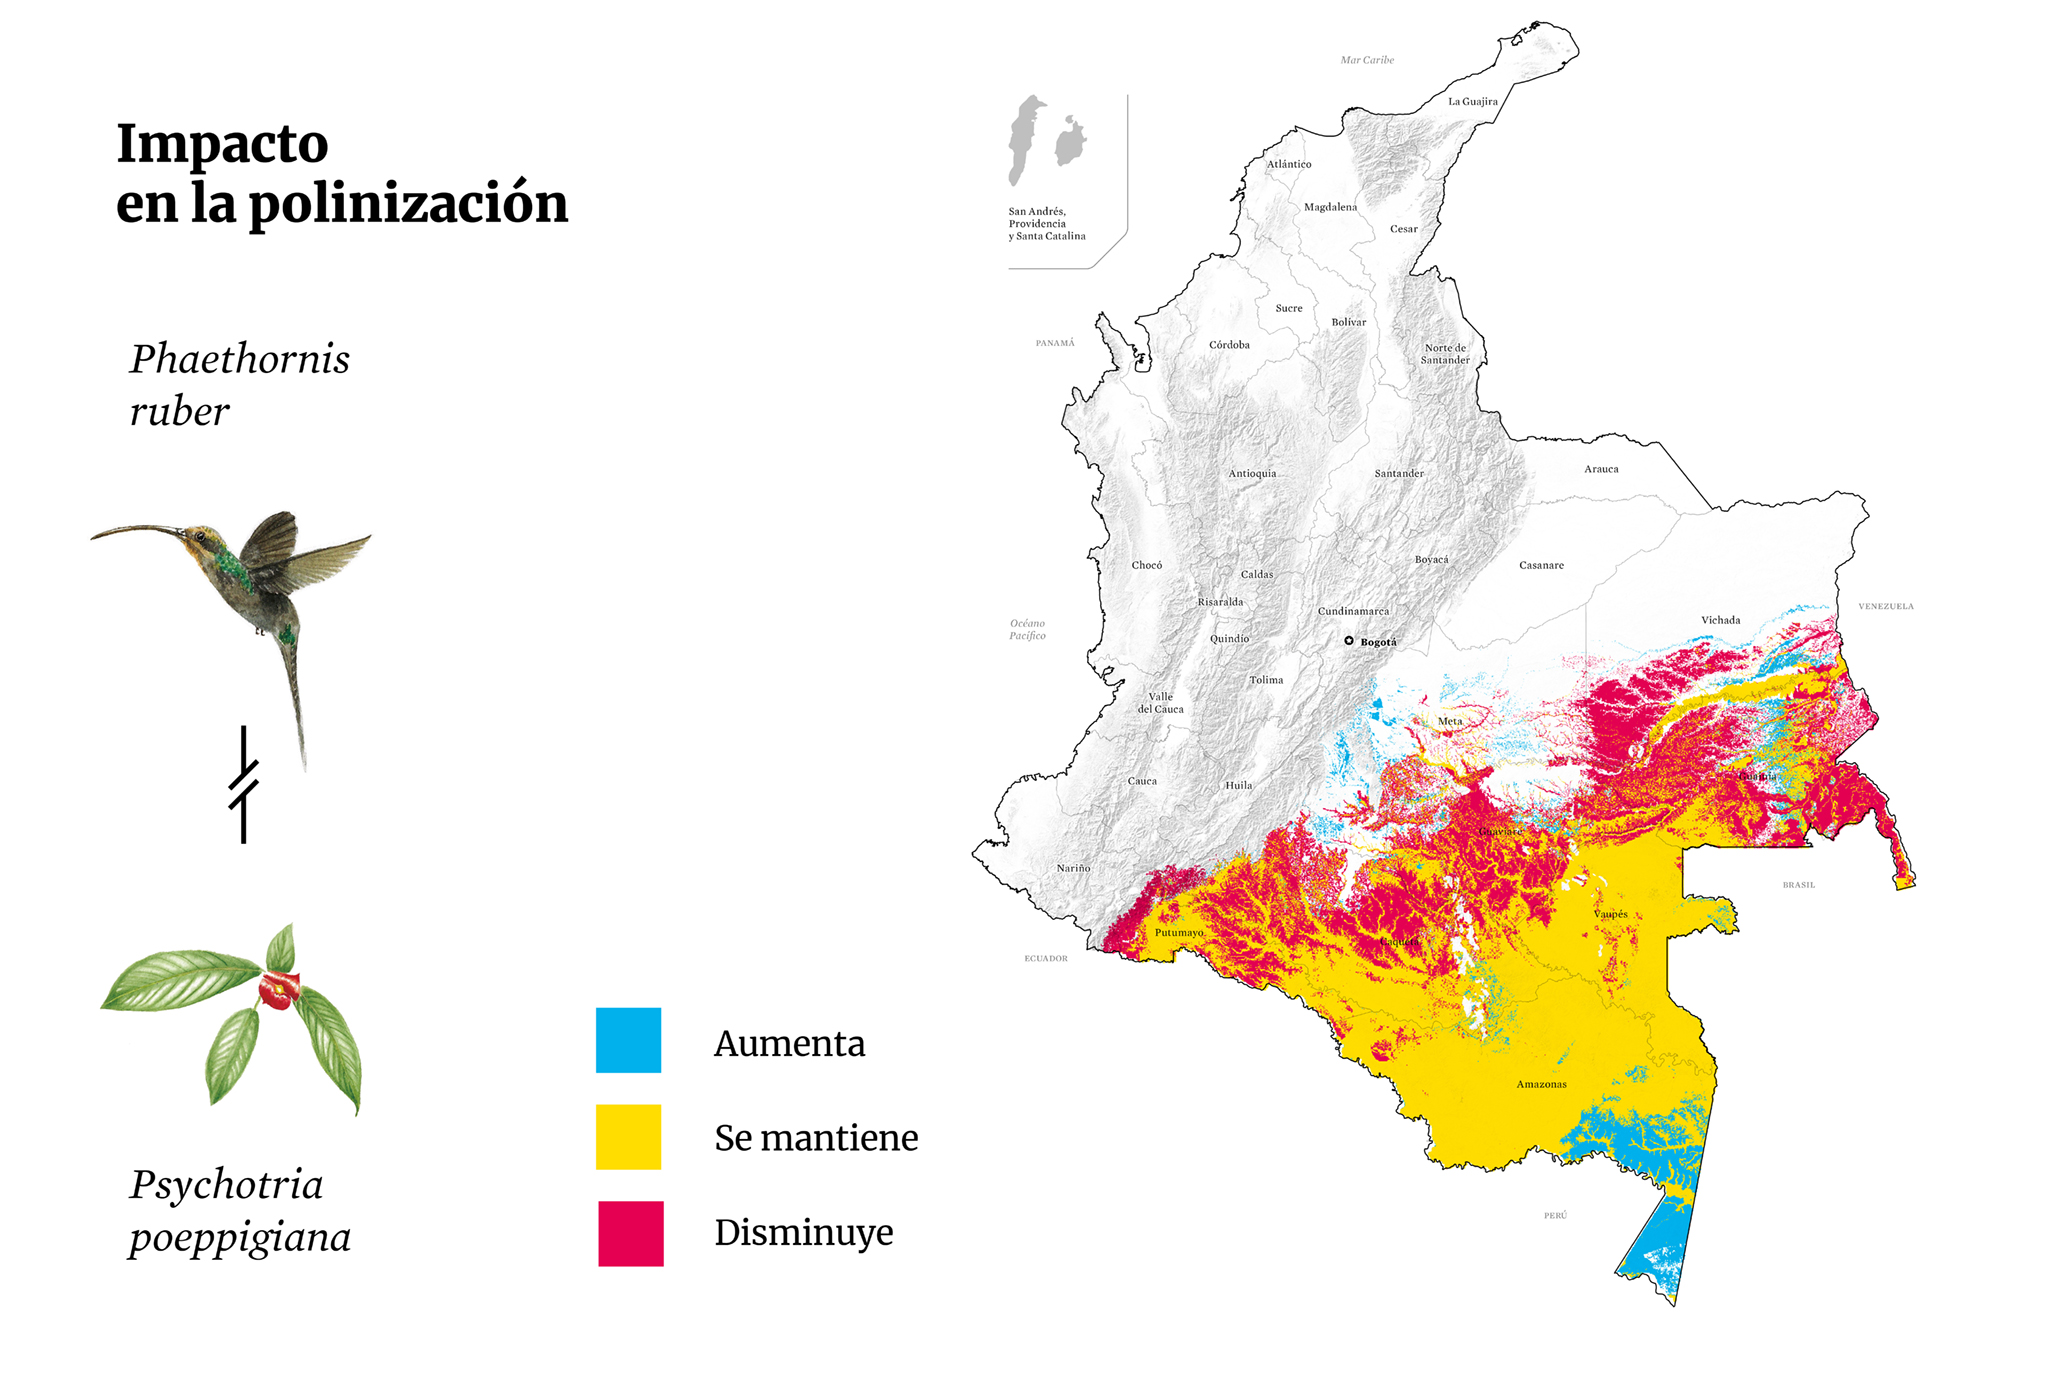 Impacto
en la polinización
Phaethornis
ruber
Psychotria
poeppigiana
Aumenta
Se mantiene
Disminuye
Mar Caribe
San Andrés,
Providencia
y Santa Catalina
La Guajira
Atlántico
Magdalena
Cesar
Sucre
Bolívar
PANAMÁ
Córdoba
Norte de
Santander
Antioquia
Santander
Arauca
Chocó
Caldas
Boyacá
Casanare
Risaralda
Cundinamarca
VENEZUELA
Océano
Pacífico
Quindío
Bogotá
Vichada
Tolima
Valle
del Cauca
Meta
Cauca
Huila
Guainía
Guaviare
Nariño
BRASIL
Putumayo
Caquetá
Vaupés
ECUADOR
Amazonas
PERÚ